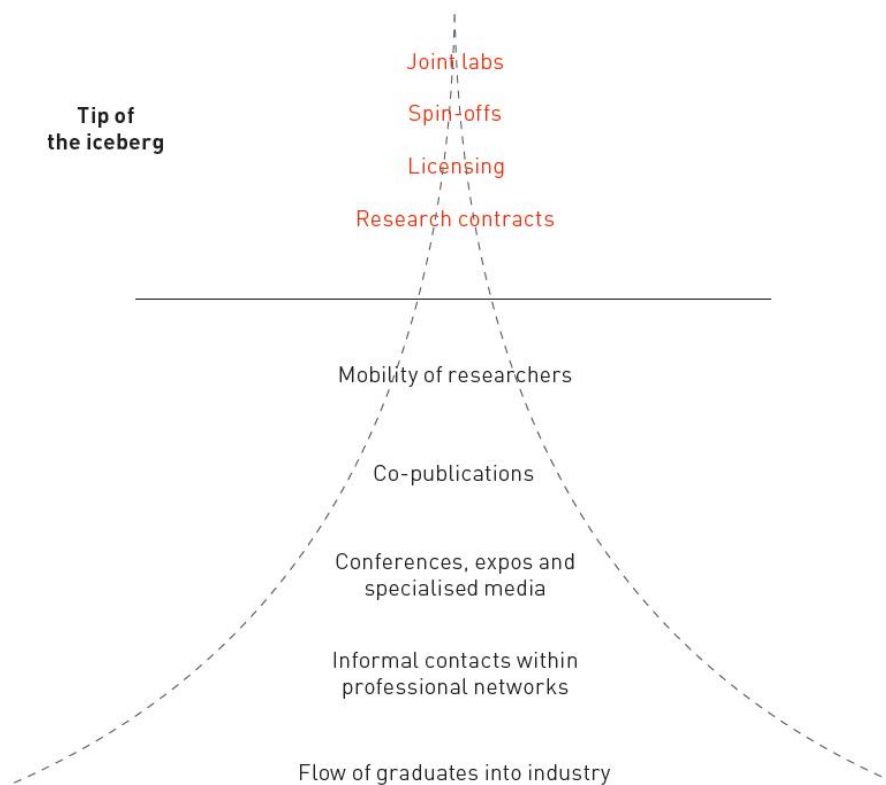 Joint labs
Tip of
the iceberg
Spin-offs
Licensing
Research contracts
Mobility of researchers
Co-publications
Conferences, expos and
specialised media
Informal contacts within
professional networks
Flow of graduates into industry